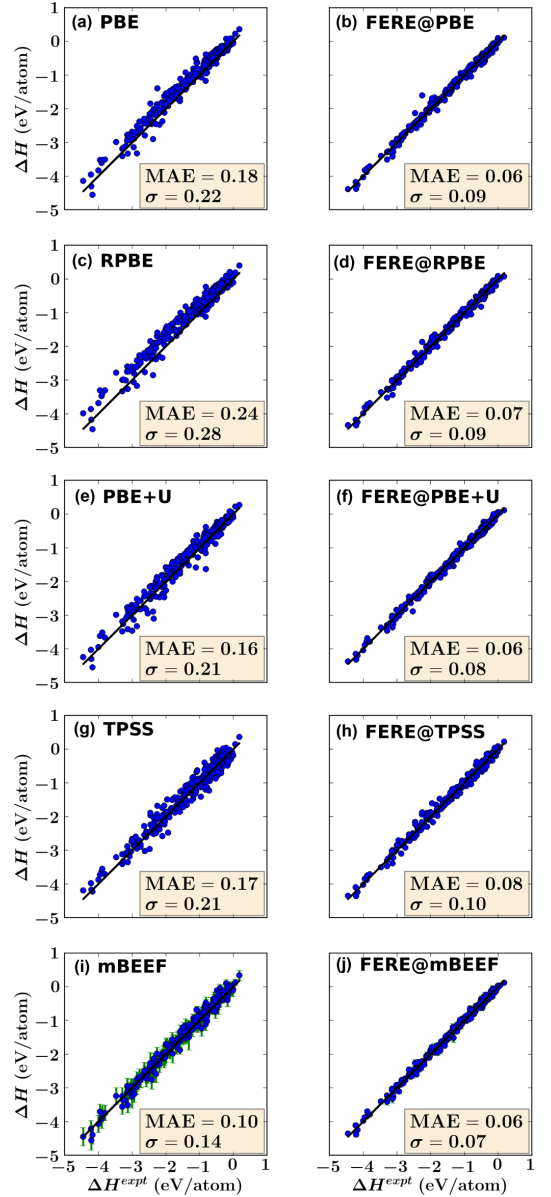 (a) PBE
(b) FERE@PBE
1
0
−1
−2
−3
−4
−5
ΔH (eV/atom)
MAE = 0.18
σ = 0.22
MAE = 0.06
σ = 0.09
(c) RPBE
(d) FERE@RPBE
1
0
−1
−2
−3
−4
−5
ΔH (eV/atom)
MAE = 0.24
σ = 0.28
MAE = 0.07
σ = 0.09
(e) PBE+U
(f) FERE@PBE+U
1
0
−1
−2
−3
−4
−5
ΔH (eV/atom)
MAE = 0.16
σ = 0.21
MAE = 0.06
σ = 0.08
(g) TPSS
(h) FERE@TPSS
1
0
−1
−2
−3
−4
−5
ΔH (eV/atom)
MAE = 0.17
σ = 0.21
MAE = 0.08
σ = 0.10
(i) mBEEF
(j) FERE@mBEEF
1
0
−1
−2
−3
−4
−5
ΔH (eV/atom)
MAE = 0.10
σ = 0.14
MAE = 0.06
σ = 0.07
−5 −4 −3 −2 −1 0 1
−5 −4 −3 −2 −1 0 1
ΔH^expt (eV/atom)
ΔH^expt (eV/atom)